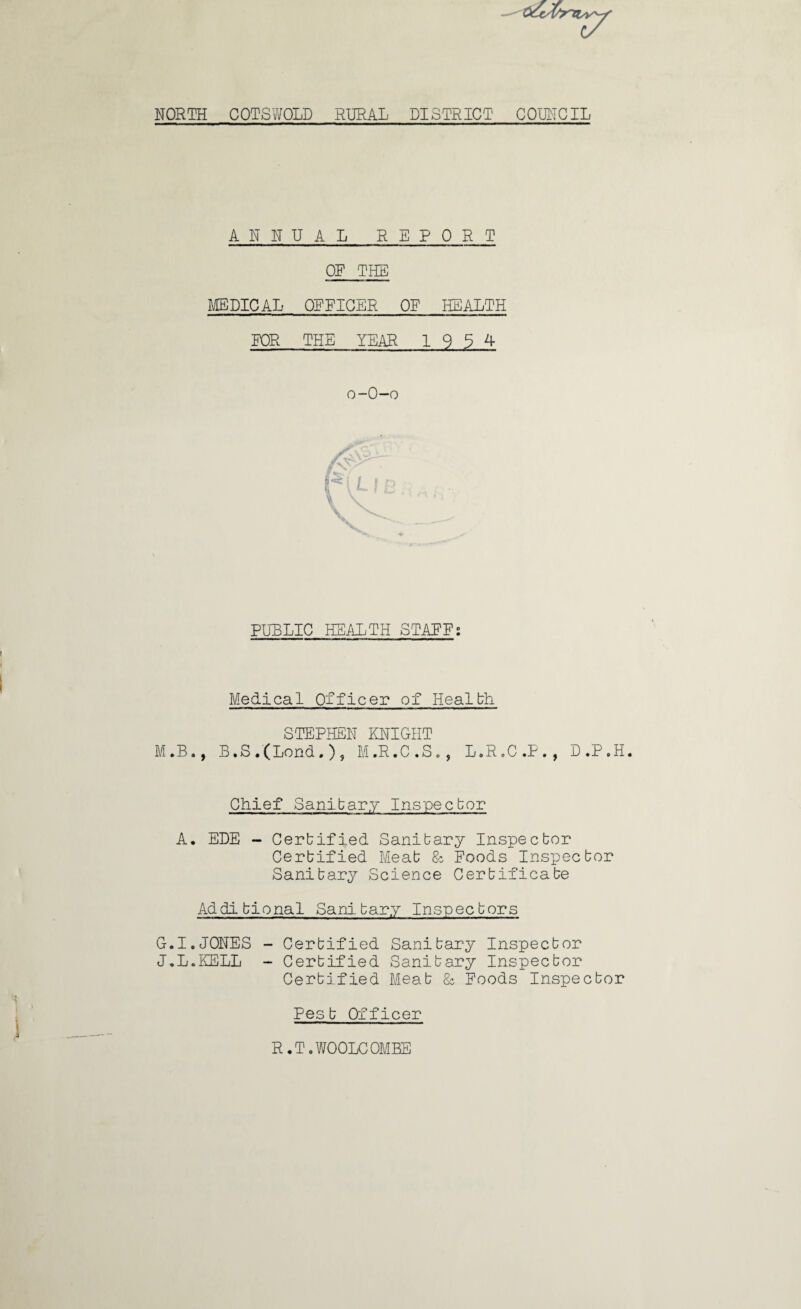 NORTH COTSWOLD RURAL DISTRICT COUNCIL
ANNUAL REPORT
OF THE
MEDICAL OFFICER OF HEALTH
FOR THE YEAR 1954
o-O-o
PUBLIC HEALTH STAFF:
Medical Officer of Health
STEPHEN KNIGHT
M.B., B.S.(Lond.), M.R.C.S., L.R.C.P., D.P.H.
Chief Sanitary Inspector
A. EDE - Certified Sanitary Inspector
Certified Meat & Foods Inspector
Sanitary Science Certificate
Additional Sanitary Inspectors
G.I.JONES - Certified Sanitary Inspector
J.L.KELL - Certified Sanitary Inspector
Certified Meat & Foods Inspector
Pest Officer
R.T.WOOLCOMBE